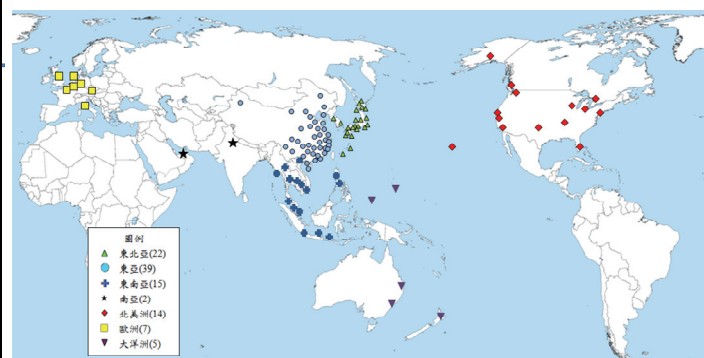 圖例
東北亞(22)
東亞(39)
東南亞(15)
南亞(2)
北美洲(14)
歐洲(7)
大洋洲(5)